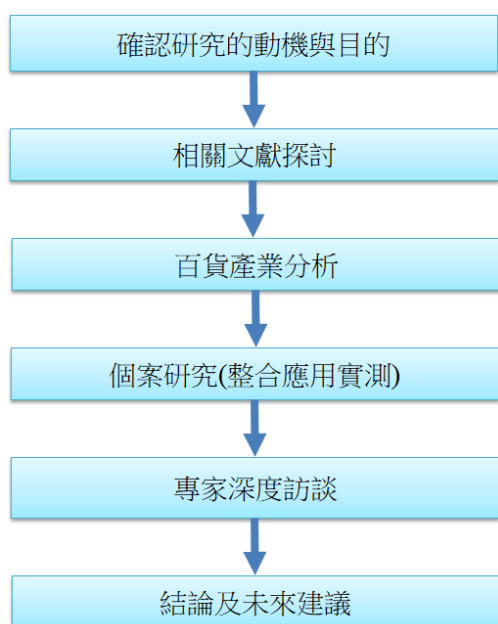 確認研究的動機與目的
相關文獻探討
百貨產業分析
個案研究(整合應用實測)
專家深度訪談
結論及未來建議